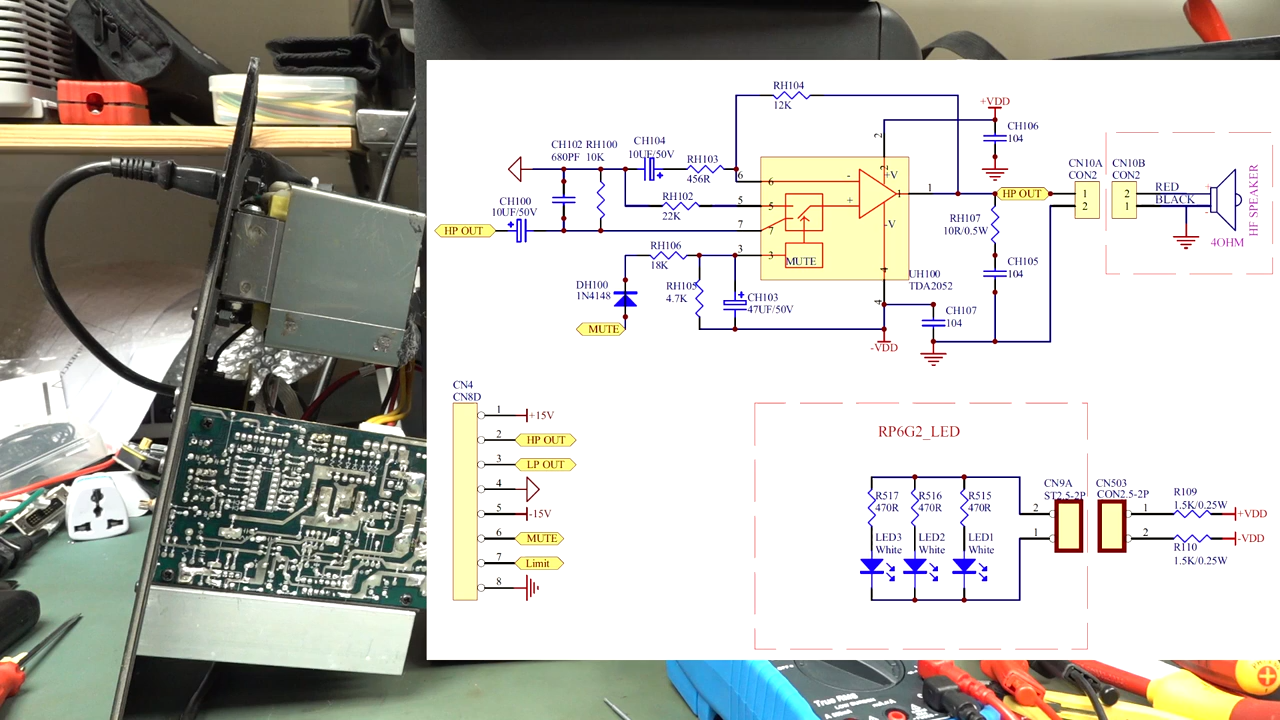 RH104
12K
+VDD
CH106
104
CH102
680PF
RH100
10K
CH104
10UF/50V
RH103
456R
2
2
+V
6
6
-
CN10A
CON2
CN10B
CON2
CH100
10UF/50V
RH102
22K
5
5
+
1
1
HP OUT
1
2
2
1
RED
BLACK
HF SPEAKER
4OHM
HP OUT
7
7
-V
RH107
10R/0.5W
RH106
18K
3
3
MUTE
4
DH100
1N4148
RH105
4.7K
CH103
47UF/50V
UH100
TDA2052
CH105
104
MUTE
4
CH107
104
-VDD
CN4
CN8D
1
+15V
2
HP OUT
3
LP OUT
4
5
-15V
6
MUTE
7
Limit
8
RP6G2_LED
R517
470R
R516
470R
R515
470R
CN9A
ST2.5-2P
CN503
CON2.5-2P
R109
1.5K/0.25W
2
1
1
2
+VDD
-VDD
LED3
White
LED2
White
LED1
White
R110
1.5K/0.25W
True RMS